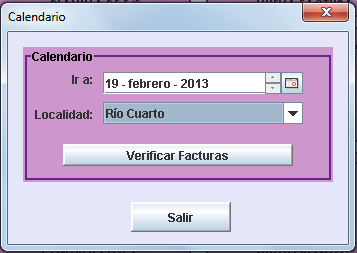 Calendario
Calendario
Ir a: 19 - febrero - 2013
Localidad: Río Cuarto
Verificar Facturas
Salir